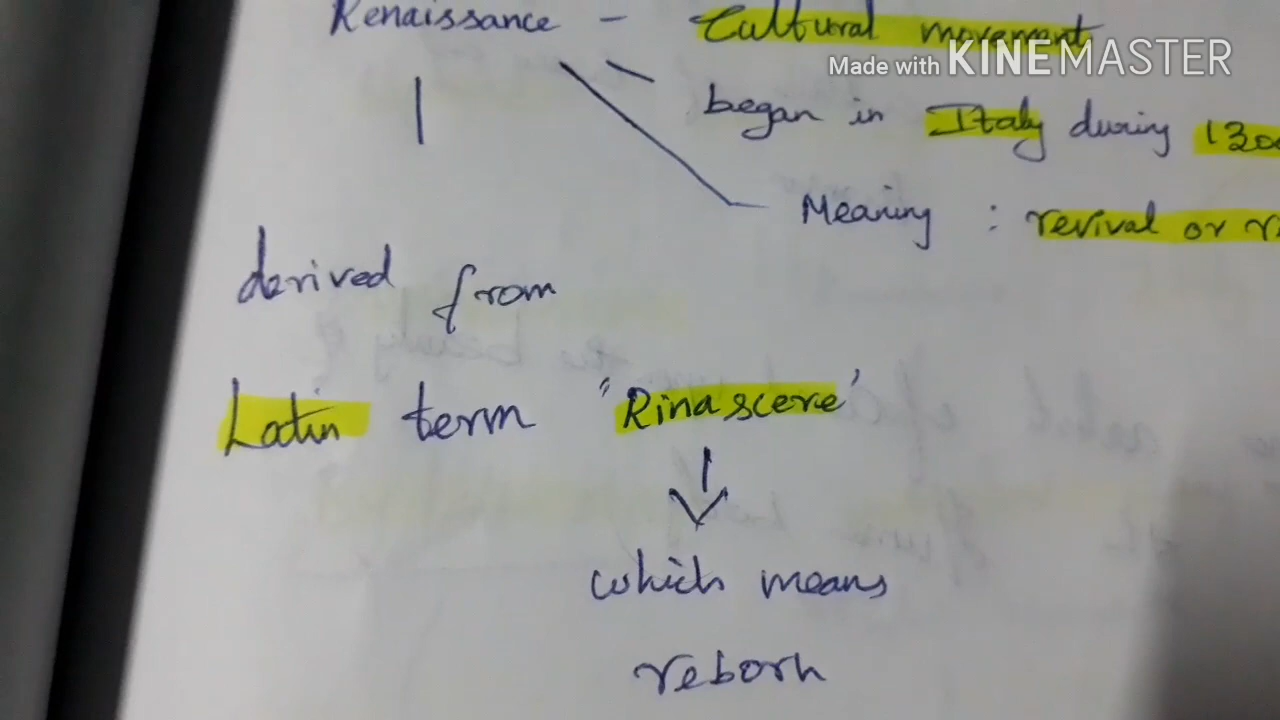 Renaissance - Cultural movement
Made with KINEMASTER
began in Italy during
Meaning : revival or
derived from
Latin term "Rinascere'
which means
reborn